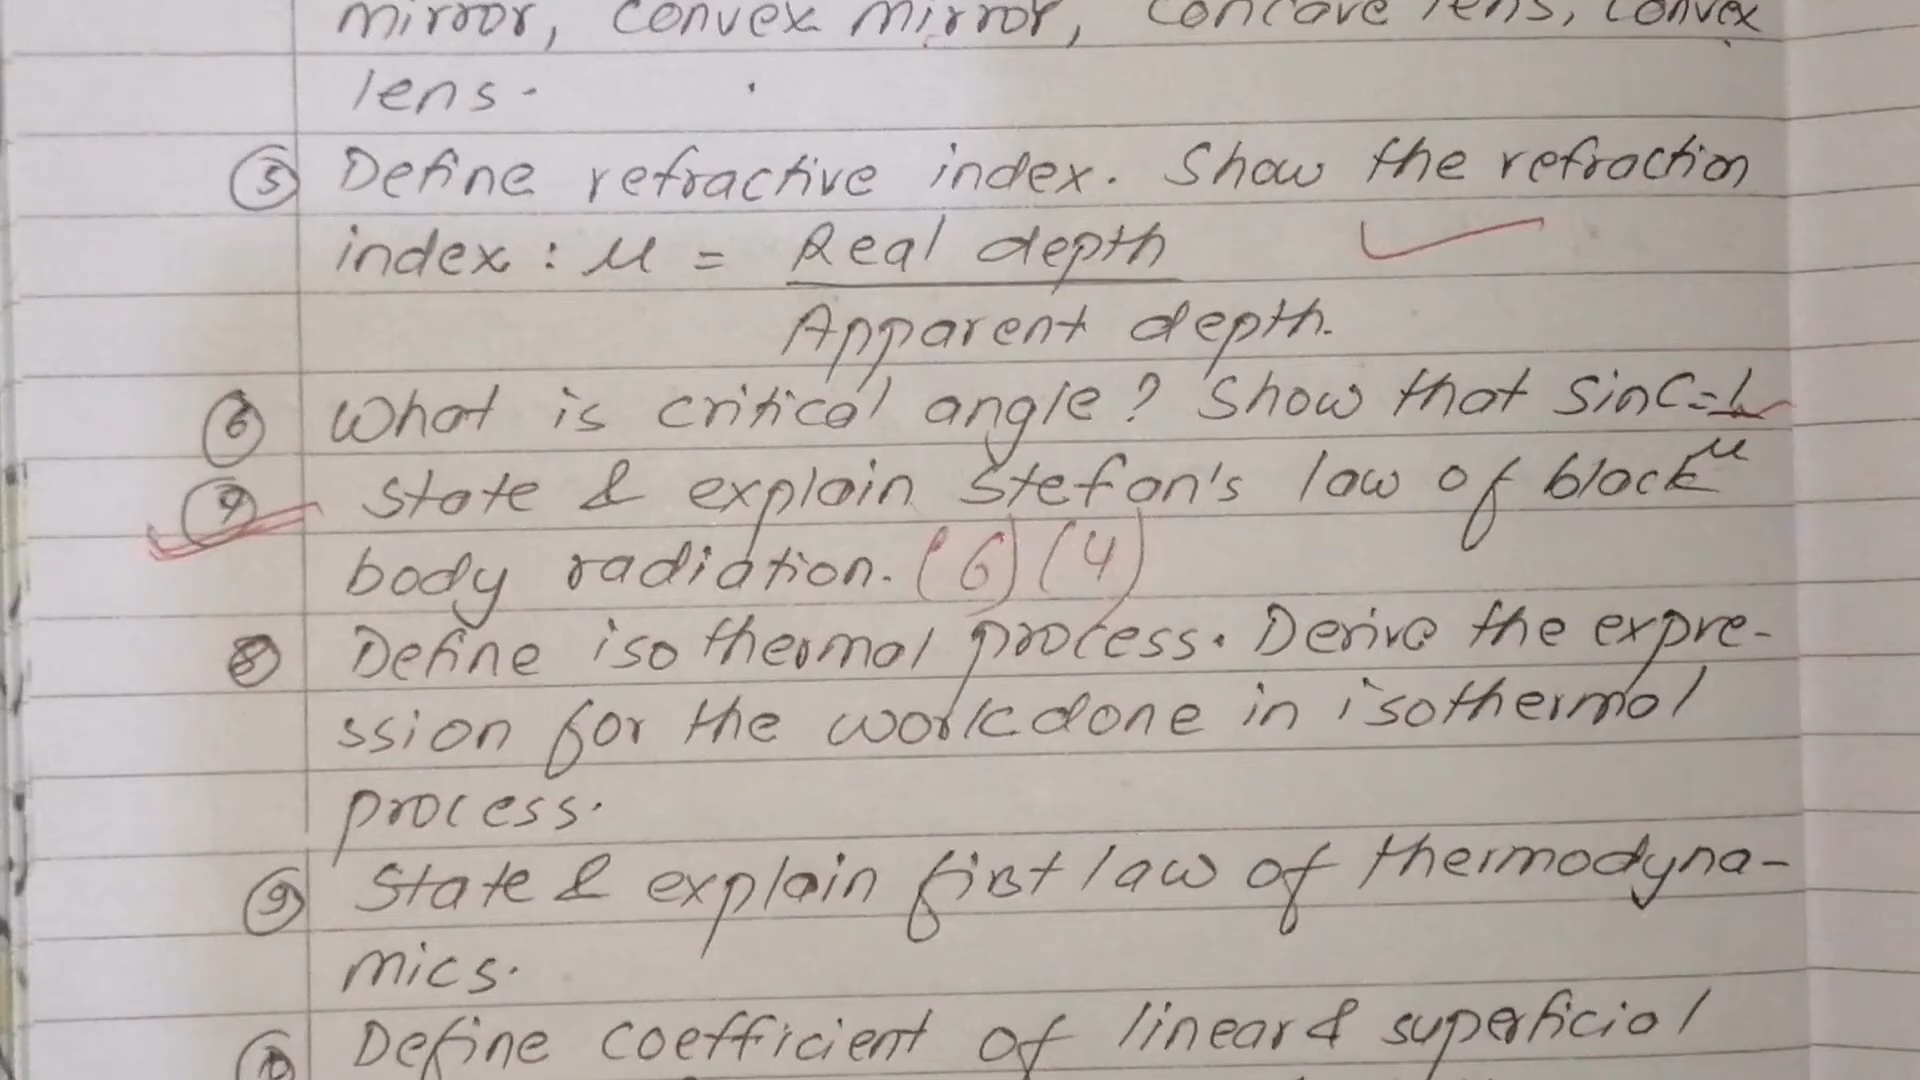 mirror, convex mirror, concave lens, convex
lens.
⑤ Define refractive index. Show the refraction
index : μ = Real depth
Apparent depth.
⑥ What is critical angle? Show that sinC = 1
μ
⑦ State & explain Stefan's law of black
body radiation. (6) (4)
⑧ Define isothermal process. Derive the expre-
ssion for the workdone in isothermal
process.
⑨ State & explain first law of thermodyna-
mics.
⑩ Define coefficient of linear & superficial